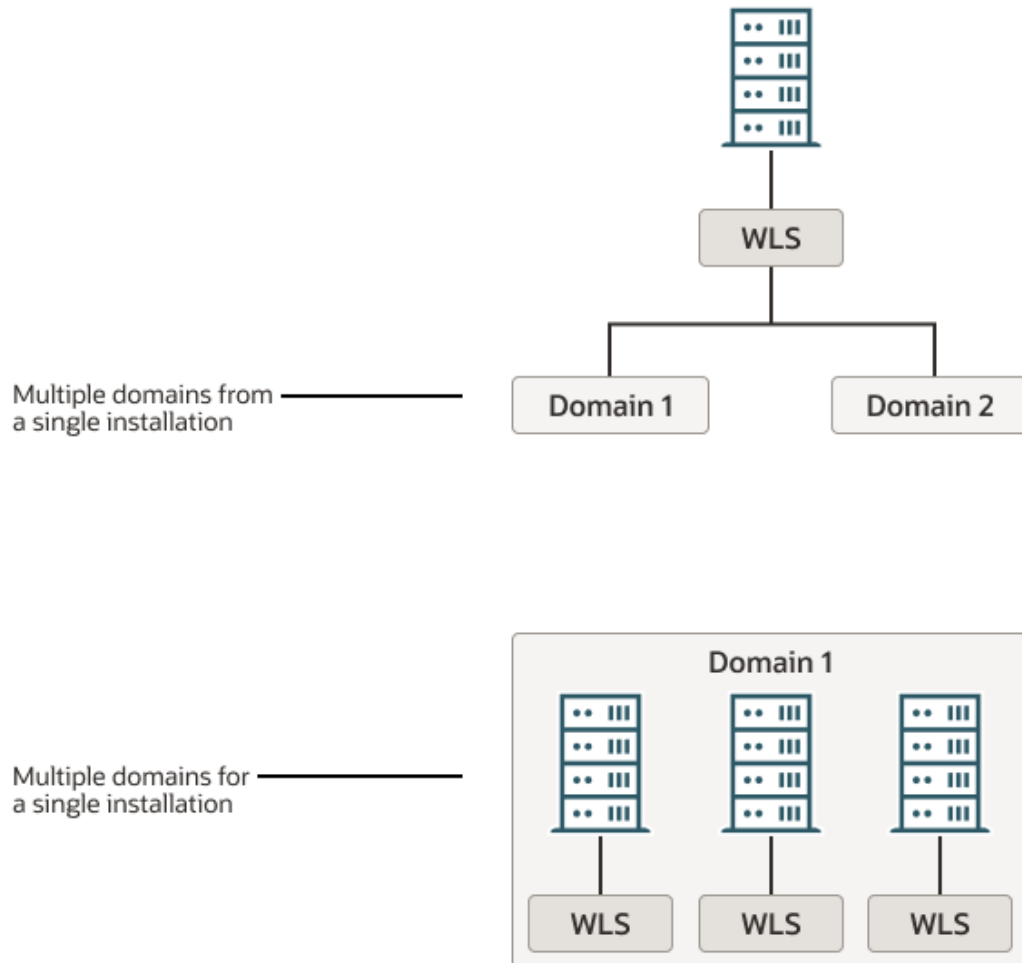 WLS
Multiple domains from
a single installation
Domain 1
Domain 2
Domain 1
Multiple domains for
a single installation
WLS
WLS
WLS